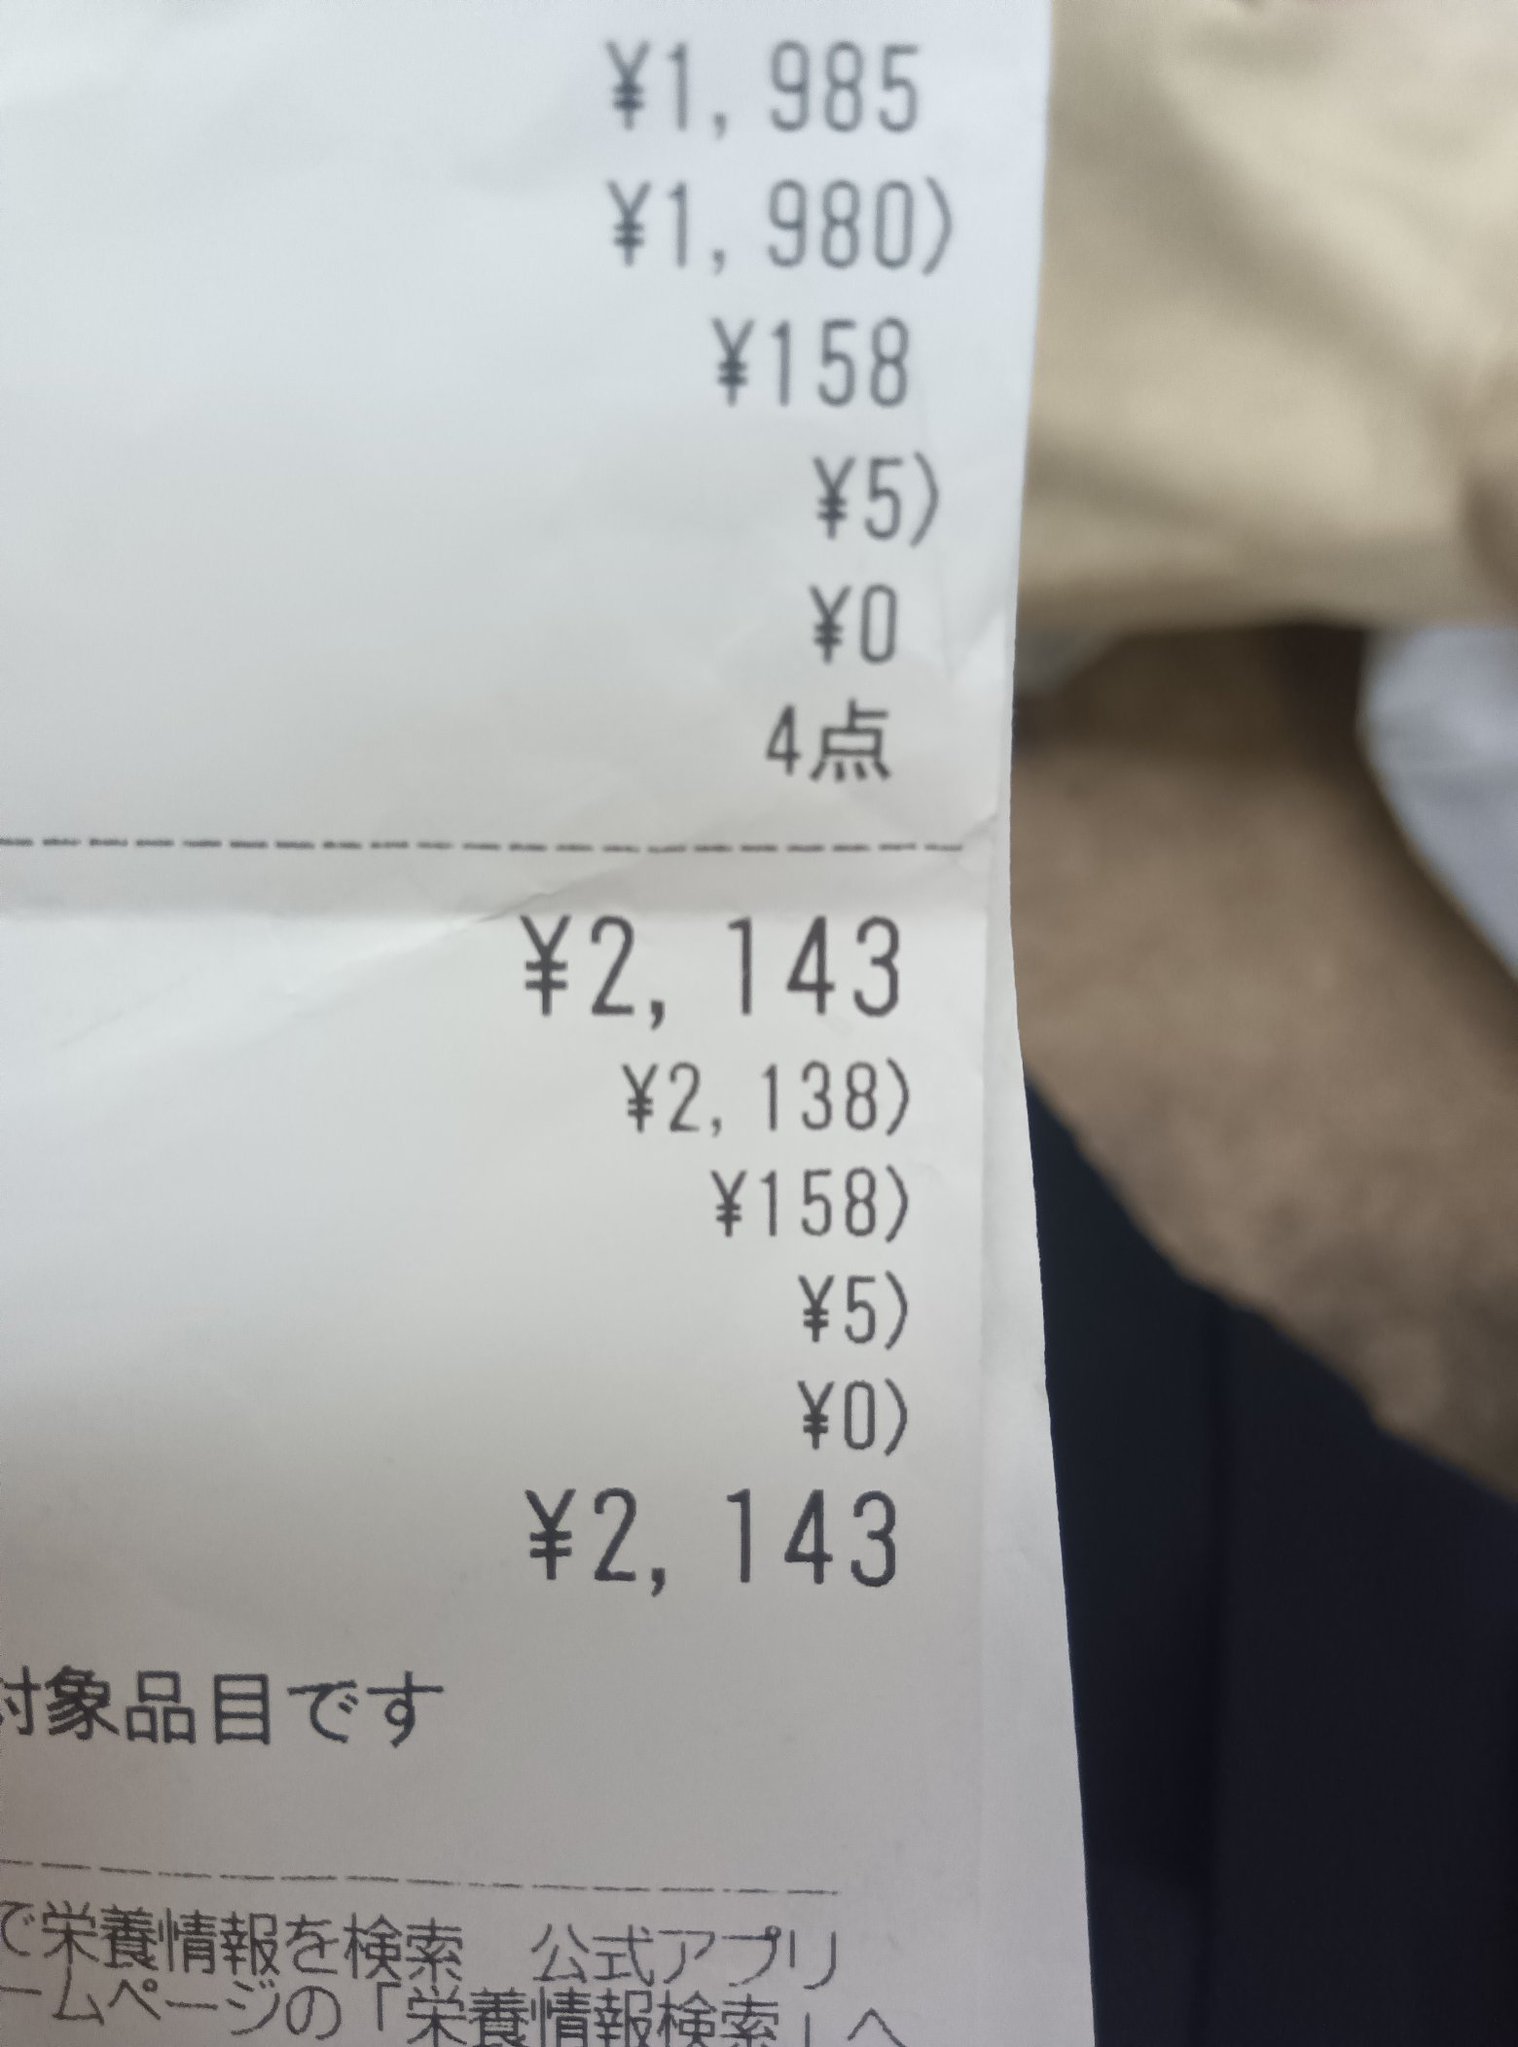 ¥1,985
¥1,980)
¥158
¥5)
¥0
4点
¥2,143
¥2,138)
¥158)
¥5)
¥0)
¥2,143
対象品目です
で栄養情報を検索 公式アプリ
ームページの「栄養情報検索」へ